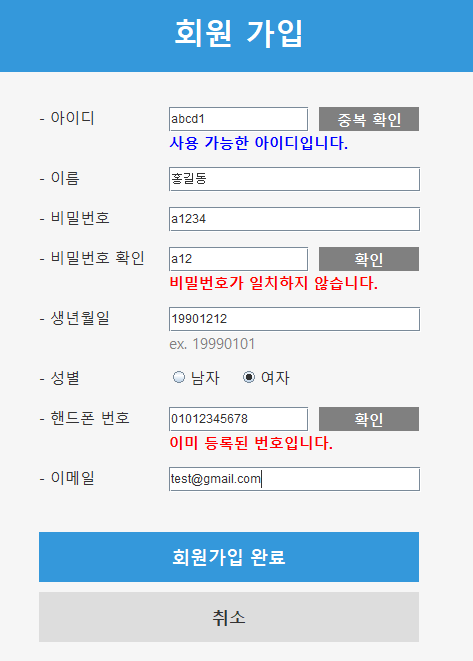 회원 가입
- 아이디 abcd1 중복 확인
사용 가능한 아이디입니다.
- 이름 홍길동
- 비밀번호 a1234
- 비밀번호 확인 a12 확인
비밀번호가 일치하지 않습니다.
- 생년월일 19901212
ex. 19990101
- 성별 남자 여자
- 핸드폰 번호 01012345678 확인
이미 등록된 번호입니다.
- 이메일 test@gmail.com
회원가입 완료
취소